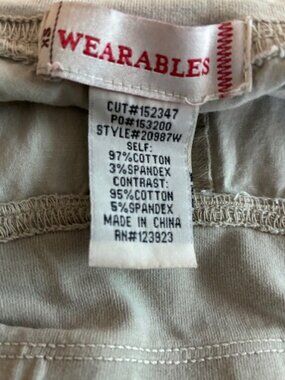 XS
WEARABLES
CUT#152347
PO#153200
STYLE#20987W
SELF:
97%COTTON
3%SPANDEX
CONTRAST:
95%COTTON
5%SPANDEX
MADE IN CHINA
RN#123923